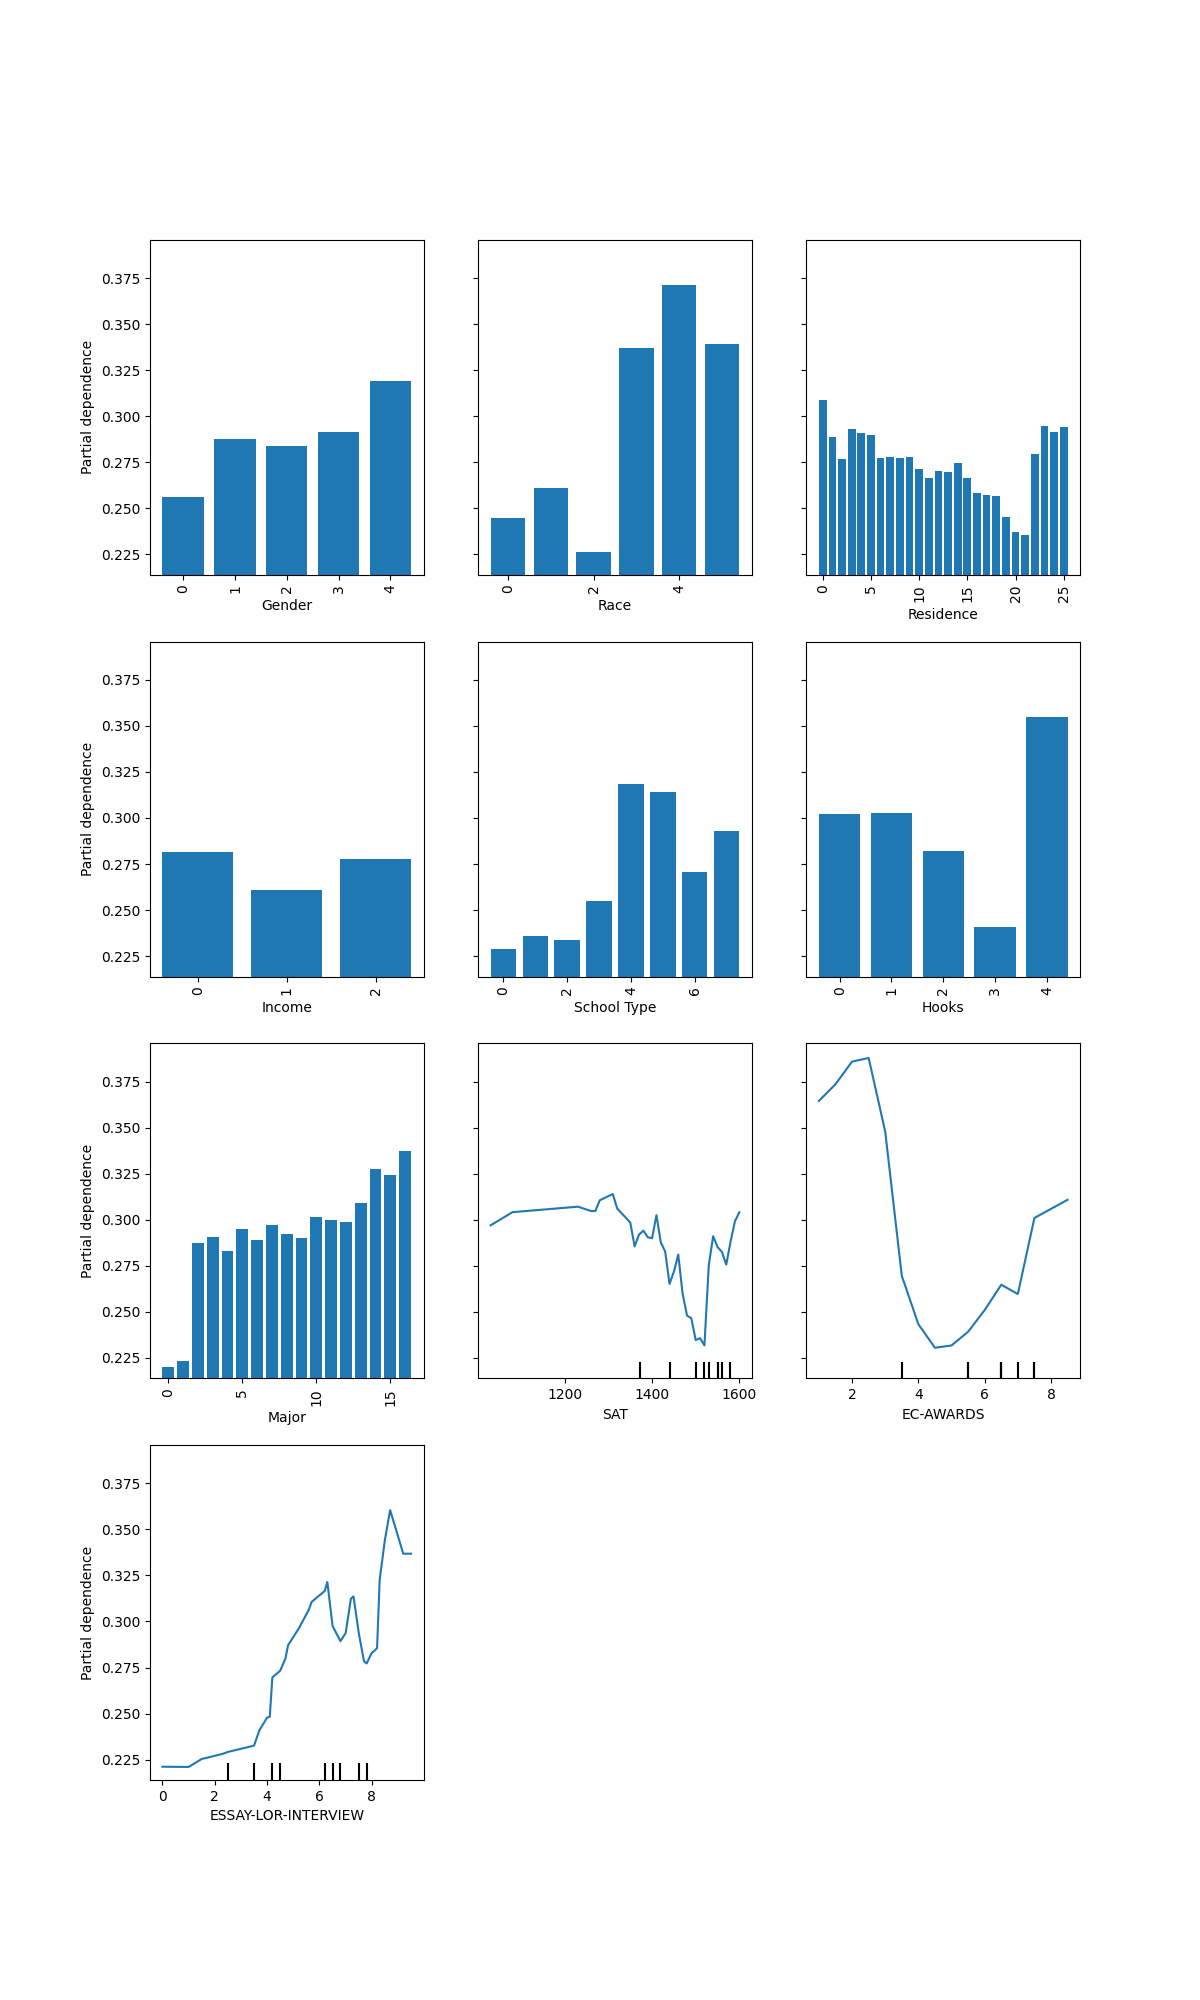 0.375
0.350
0.325
0.300
0.275
0.250
0.225
Partial dependence
0 1 2 3 4
Gender
0 2 4
Race
0 5 10 15 20 25
Residence
0.375
0.350
0.325
0.300
0.275
0.250
0.225
Partial dependence
0 1 2
Income
0 2 4 6
School Type
0 1 2 3 4
Hooks
0.375
0.350
0.325
0.300
0.275
0.250
0.225
Partial dependence
0 5 10 15
Major
1200 1400 1600
SAT
2 4 6 8
EC-AWARDS
0.375
0.350
0.325
0.300
0.275
0.250
0.225
Partial dependence
0 2 4 6 8
ESSAY-LOR-INTERVIEW